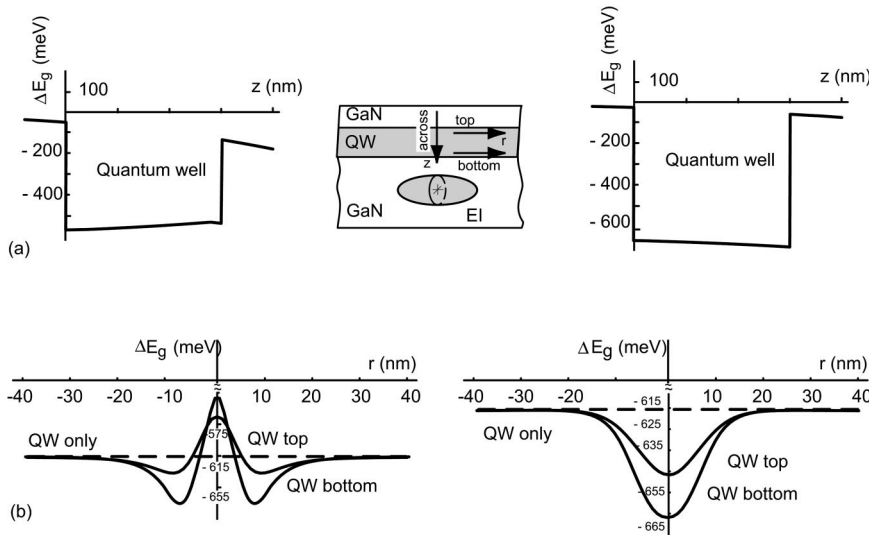 ΔEg (meV)
100
z (nm)
- 200
- 400
Quantum well
(a)
GaN
QW
across
top
r
z
bottom
GaN
EI
ΔEg (meV)
100
z (nm)
- 200
- 400
- 600
Quantum well
ΔEg (meV)
r (nm)
-40 -30 -20 -10 0 10 20 30 40
≈
575
- 615
- 655
QW only
QW top
QW bottom
(b)
ΔEg (meV)
r (nm)
-40 -30 -20 -10 0 10 20 30 40
≈
- 615
- 625
- 635
- 655
- 665
QW only
QW top
QW bottom